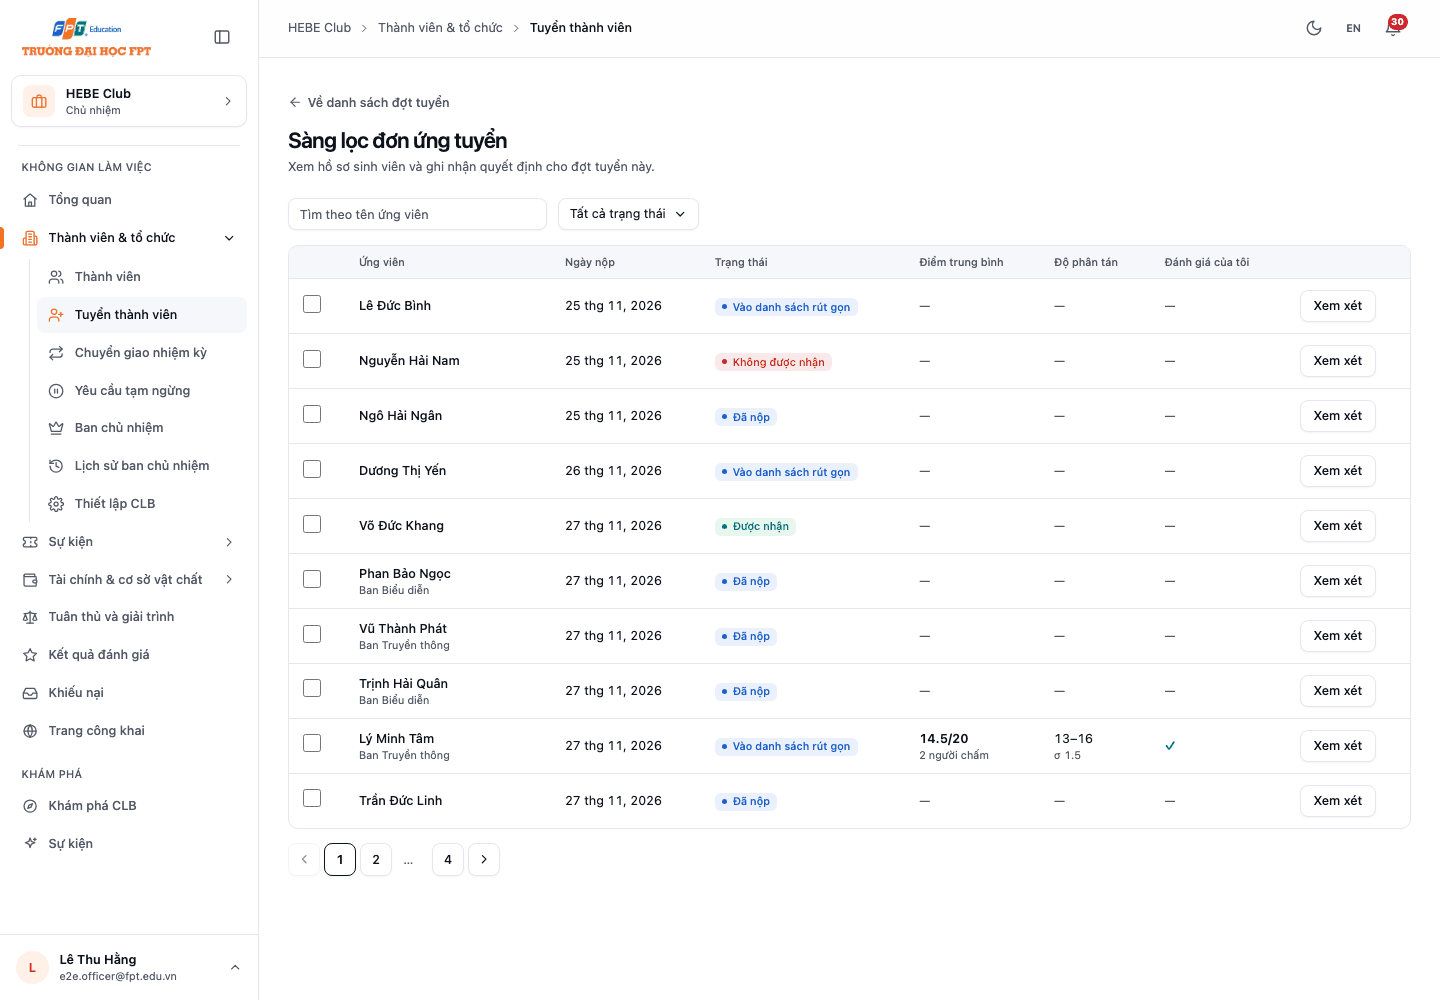 FPT Education
TRƯỜNG ĐẠI HỌC FPT
HEBE Club
Chủ nhiệm
KHÔNG GIAN LÀM VIỆC
Tổng quan
Thành viên & tổ chức
Thành viên
Tuyển thành viên
Chuyển giao nhiệm kỳ
Yêu cầu tạm ngừng
Ban chủ nhiệm
Lịch sử ban chủ nhiệm
Thiết lập CLB
Sự kiện
Tài chính & cơ sở vật chất
Tuân thủ và giải trình
Kết quả đánh giá
Khiếu nại
Trang công khai
KHÁM PHÁ
Khám phá CLB
Sự kiện
L
Lê Thu Hằng
e2e.officer@fpt.edu.vn
HEBE Club > Thành viên & tổ chức > Tuyển thành viên
EN
30
Về danh sách đợt tuyển
Sàng lọc đơn ứng tuyển
Xem hồ sơ sinh viên và ghi nhận quyết định cho đợt tuyển này.
Tìm theo tên ứng viên
Tất cả trạng thái
Ứng viên Ngày nộp Trạng thái Điểm trung bình Độ phân tán Đánh giá của tôi
Lê Đức Bình 25 thg 11, 2026 Vào danh sách rút gọn — — — Xem xét
Nguyễn Hải Nam 25 thg 11, 2026 Không được nhận — — — Xem xét
Ngô Hải Ngân 25 thg 11, 2026 Đã nộp — — — Xem xét
Dương Thị Yến 26 thg 11, 2026 Vào danh sách rút gọn — — — Xem xét
Võ Đức Khang 27 thg 11, 2026 Được nhận — — — Xem xét
Phan Bảo Ngọc 27 thg 11, 2026 Đã nộp — — — Xem xét
Ban Biểu diễn
Vũ Thành Phát 27 thg 11, 2026 Đã nộp — — — Xem xét
Ban Truyền thông
Trịnh Hải Quân 27 thg 11, 2026 Đã nộp — — — Xem xét
Ban Biểu diễn
Lý Minh Tâm 27 thg 11, 2026 Vào danh sách rút gọn 14.5/20 13–16 ✓ Xem xét
Ban Truyền thông 2 người chấm σ 1.5
Trần Đức Linh 27 thg 11, 2026 Đã nộp — — — Xem xét
1 2 ... 4